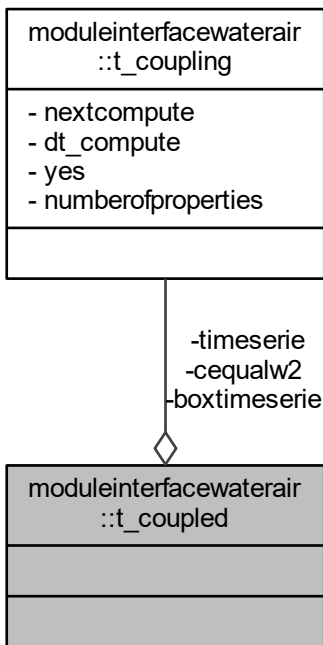 moduleinterfacewaterair
::t_coupling
- nextcompute
- dt_compute
- yes
- numberofproperties
-timeserie
-cequalw2
-boxtimeserie
moduleinterfacewaterair
::t_coupled